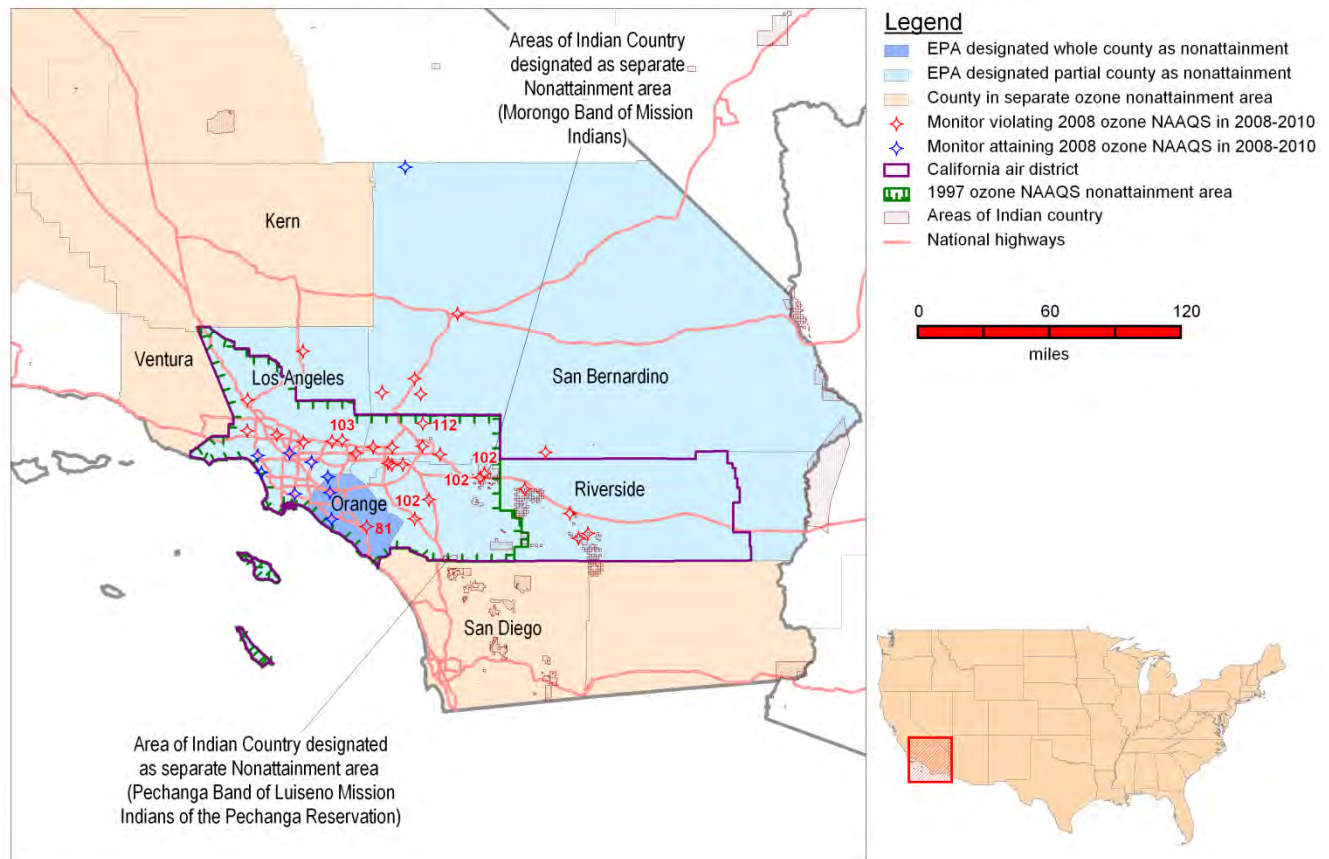 Areas of Indian Country
designated as separate
Nonattainment area
(Morongo Band of Mission
Indians)
Kern
Ventura
Los Angeles
San Bernardino
103
112
102
102
Riverside
Orange
102
81
San Diego
Area of Indian Country designated
as separate Nonattainment area
(Pechanga Band of Luiseno Mission
Indians of the Pechanga Reservation)
Legend
EPA designated whole county as nonattainment
EPA designated partial county as nonattainment
County in separate ozone nonattainment area
Monitor violating 2008 ozone NAAQS in 2008-2010
Monitor attaining 2008 ozone NAAQS in 2008-2010
California air district
1997 ozone NAAQS nonattainment area
Areas of Indian country
National highways
0 60 120
miles